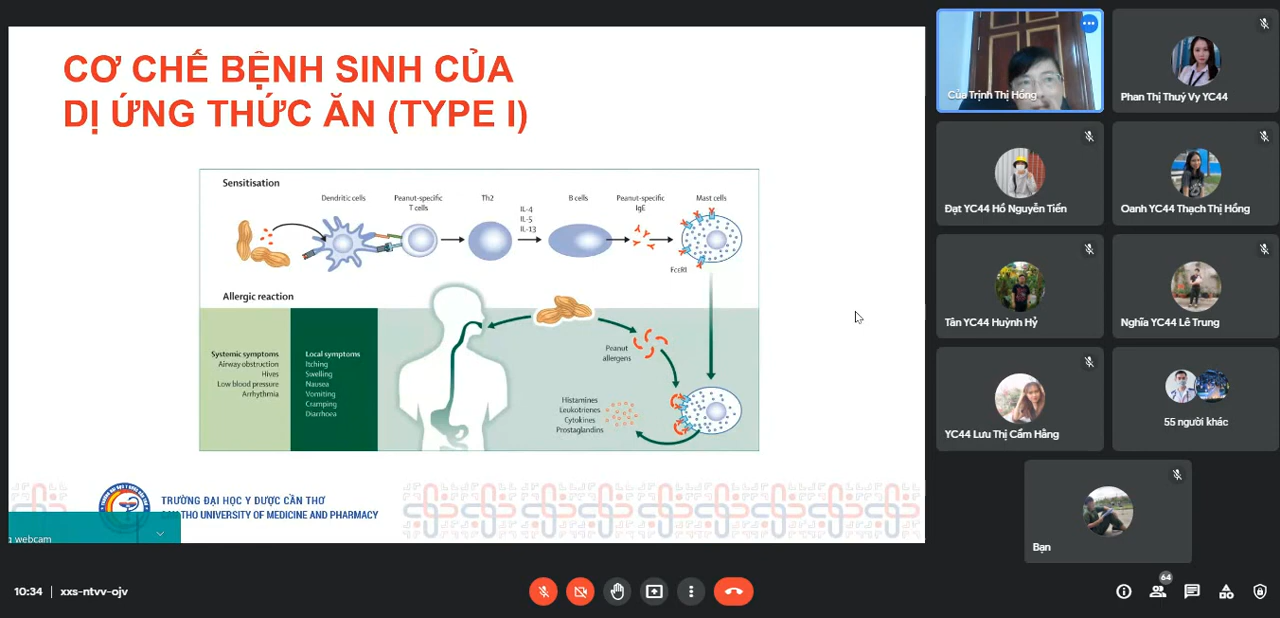 CƠ CHẾ BỆNH SINH CỦA
DỊ ỨNG THỨC ĂN (TYPE I)
Sensitisation
Dendritic cells
Peanut-specific
T cells
Th2
IL-4
IL-5
IL-13
B cells
Peanut-specific
IgE
Mast cells
FcεRI
Allergic reaction
Systemic symptoms
Airway obstruction
Hives
Low blood pressure
Arrhythmia
Local symptoms
Itching
Swelling
Nausea
Vomiting
Cramping
Diarrhoea
Peanut
allergens
Histamines
Leukotrienes
Cytokines
Prostaglandins
TRƯỜNG ĐẠI HỌC Y DƯỢC CẦN THƠ
THO UNIVERSITY OF MEDICINE AND PHARMACY
webcam
Của Trịnh Thị Hồng
Phan Thị Thuý Vy YC44
Đạt YC44 Hồ Nguyễn Tiến
Oanh YC44 Thạch Thị Hồng
Tân YC44 Huỳnh Hỷ
Nghĩa YC44 Lê Trung
YC44 Lưu Thị Cẩm Hằng
55 người khác
Bạn
10:34 | xxs-ntvv-ojv
64